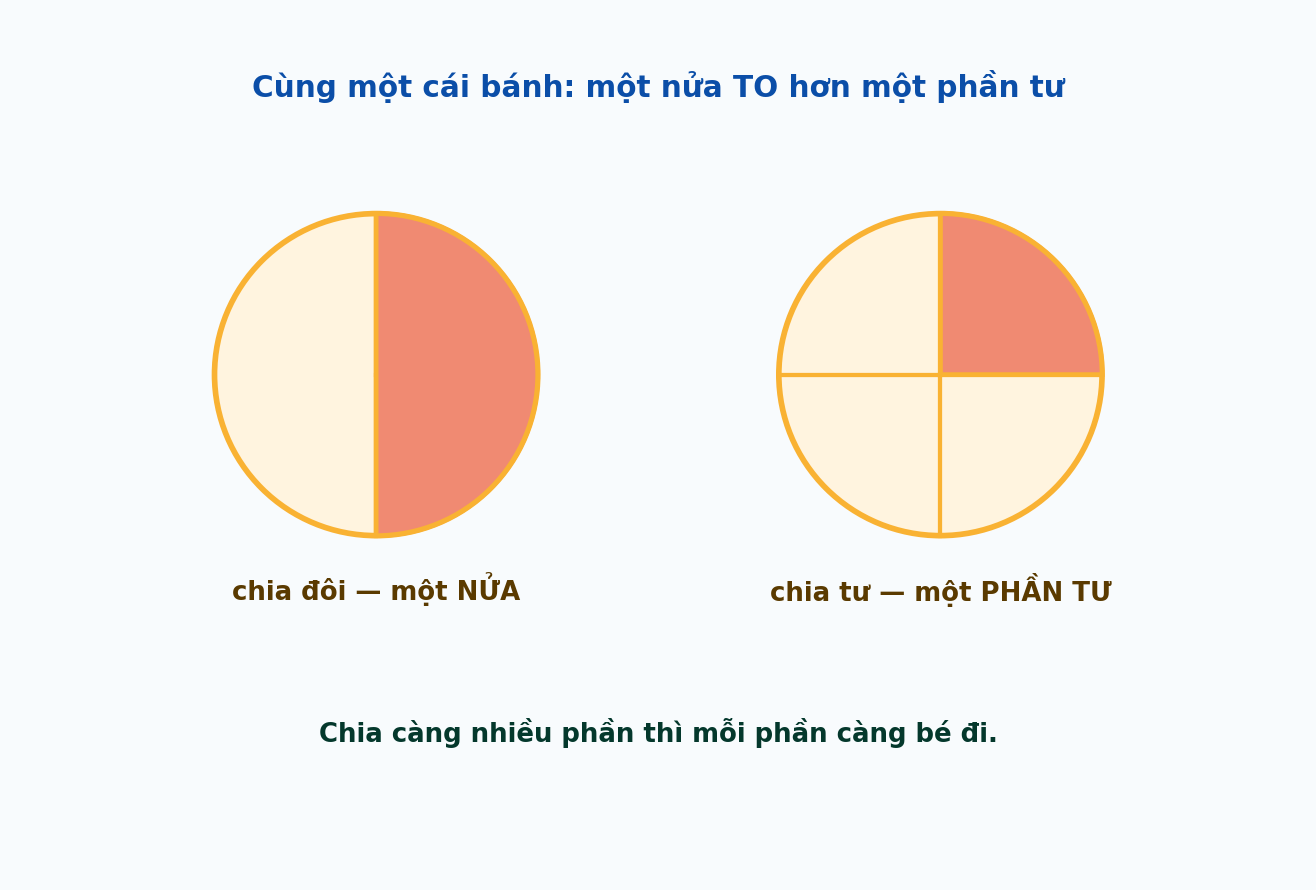 Cùng một cái bánh: một nửa TO hơn một phần tư
chia đôi — một NỬA
chia tư — một PHẦN TƯ
Chia càng nhiều phần thì mỗi phần càng bé đi.